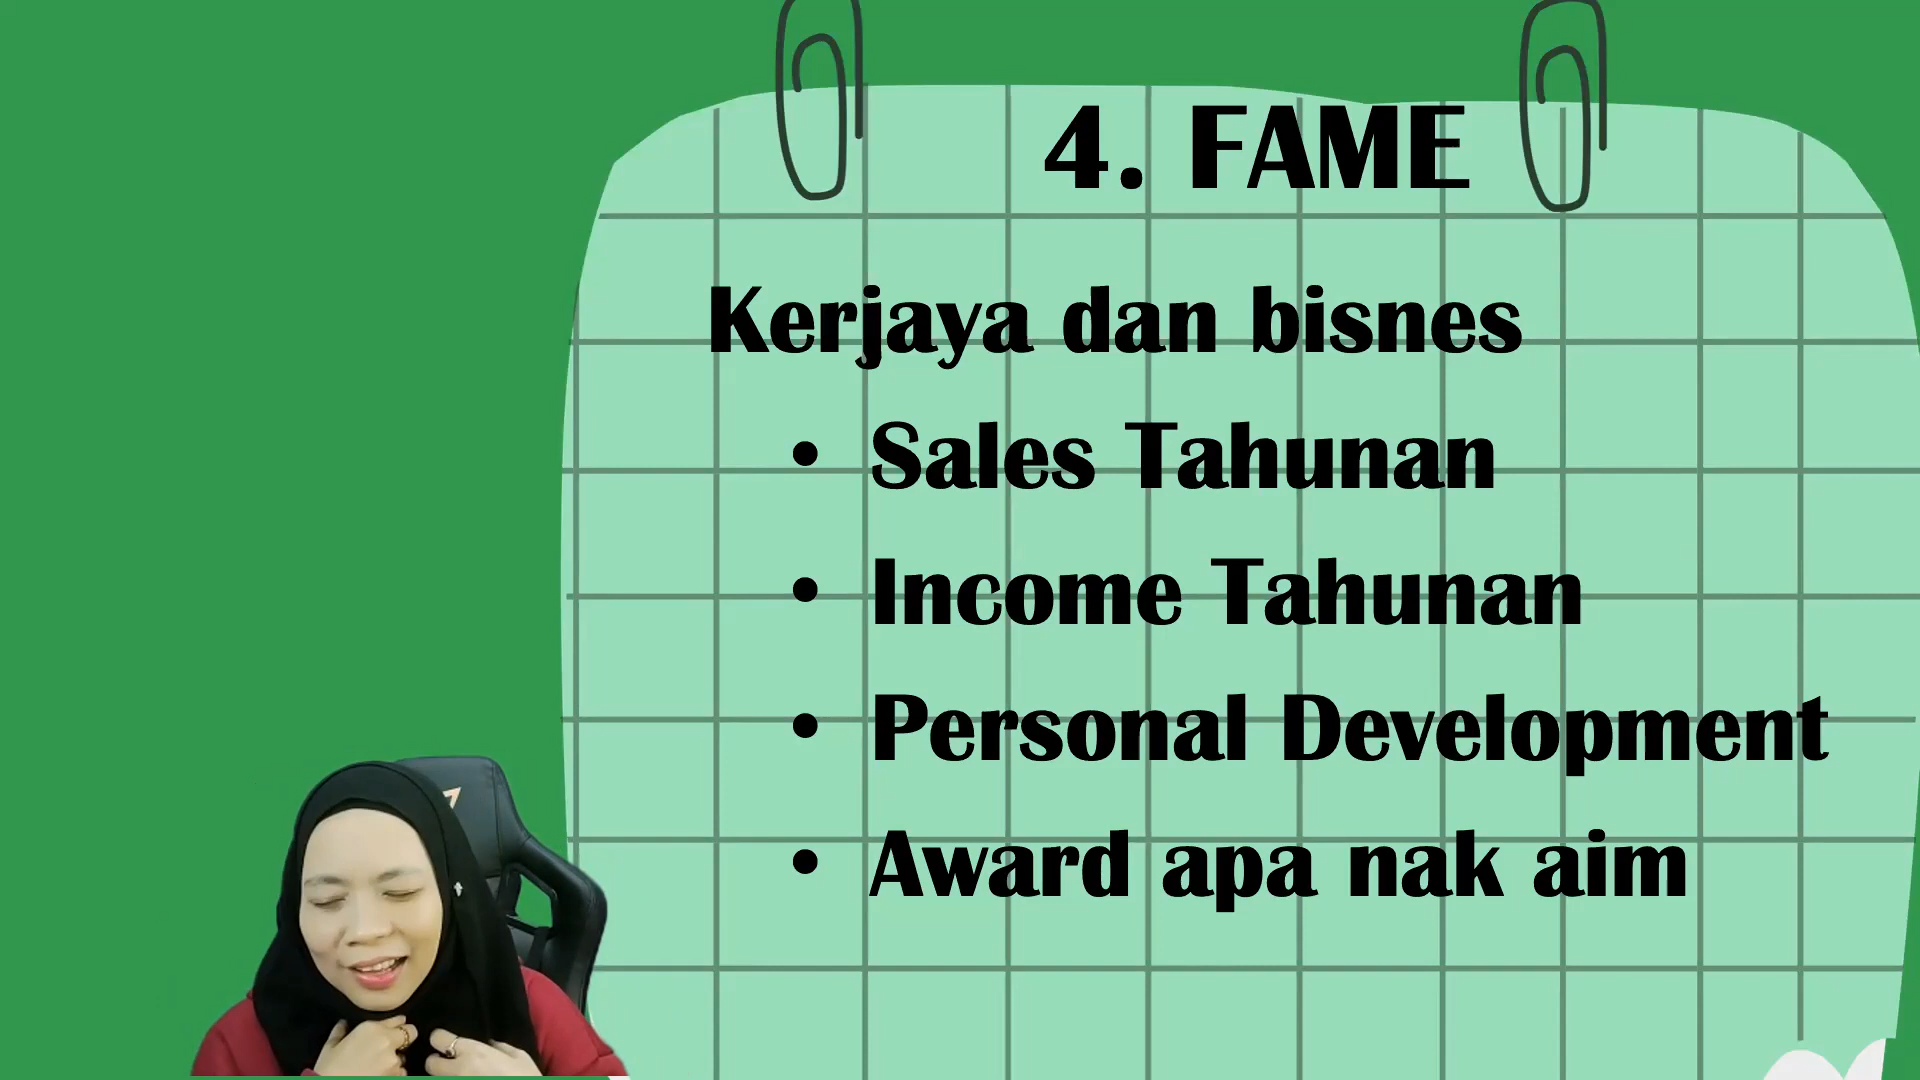 4. FAME
Kerjaya dan bisnes
• Sales Tahunan
• Income Tahunan
• Personal Development
• Award apa nak aim